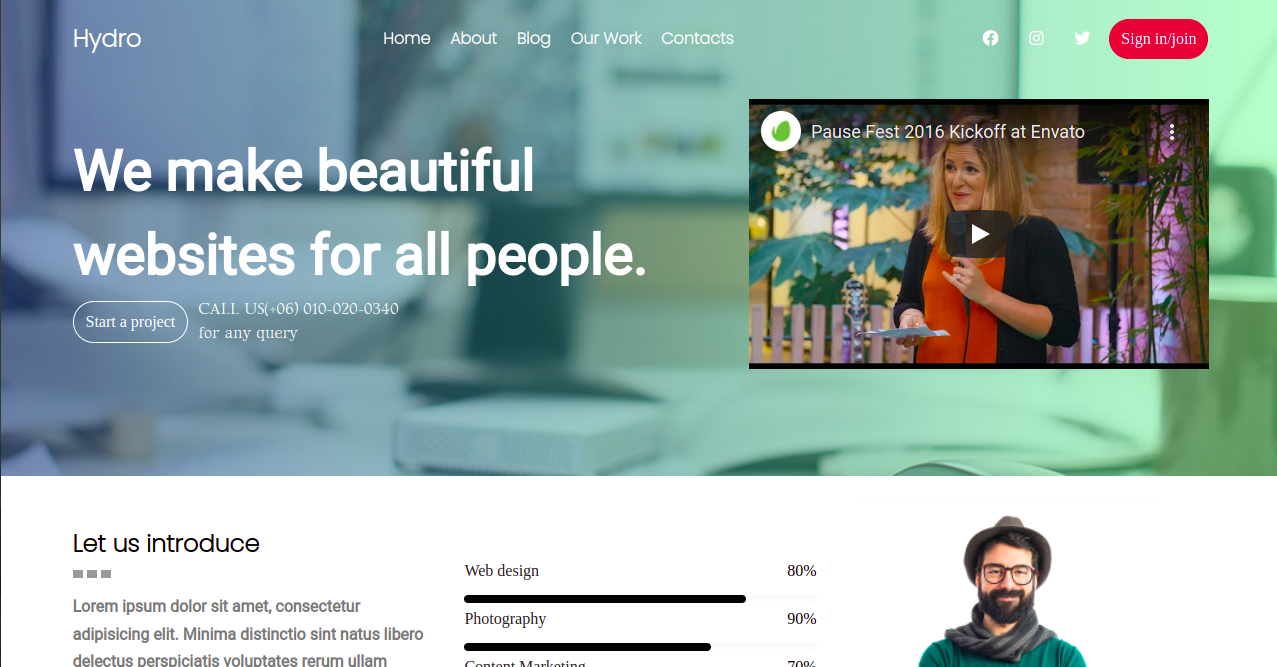 Hydro
Home About Blog Our Work Contacts
Sign in/join
Pause Fest 2016 Kickoff at Envato
We make beautiful
websites for all people.
Start a project
CALL US(+06) 010-020-0340
for any query
Let us introduce
Lorem ipsum dolor sit amet, consectetur
adipisicing elit. Minima distinctio sint natus libero
delectus perspiciatis voluptates rerum ullam
Web design 80%
Photography 90%
Content Marketing 70%